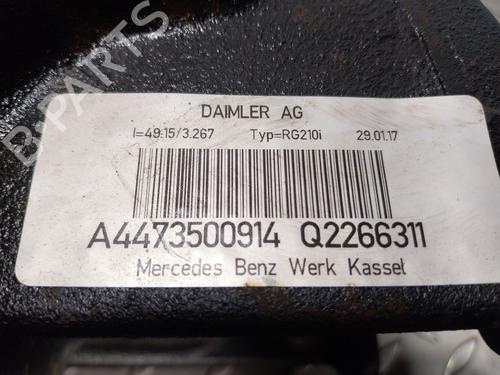 DAIMLER AG
I=49:15/3.267 Typ=RG210i 29.01.17
A4473500914 Q2266311
Mercedes Benz Werk Kassel